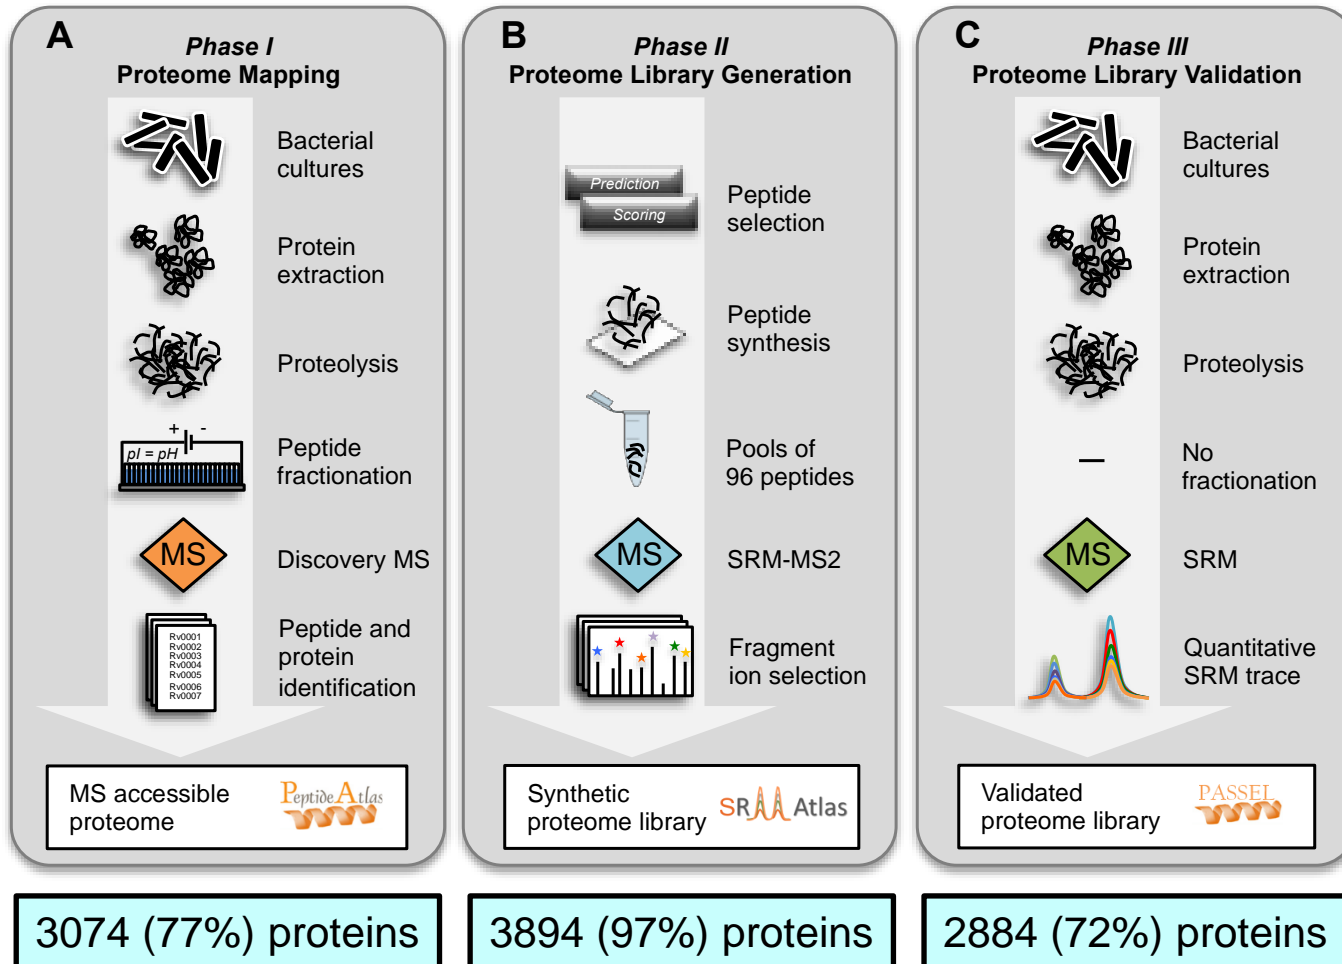 A
Phase I
Proteome Mapping
Bacterial
cultures
Protein
extraction
Proteolysis
+ -
pI = pH
Peptide
fractionation
MS
Discovery MS
Rv0001
Rv0002
Rv0003
Rv0004
Rv0005
Rv0006
Rv0007
Peptide and
protein
identification
MS accessible
proteome
PeptideAtlas
3074 (77%) proteins
B
Phase II
Proteome Library Generation
Prediction
Scoring
Peptide
selection
Peptide
synthesis
Pools of
96 peptides
MS
SRM-MS2
Fragment
ion selection
Synthetic
proteome library
SRM Atlas
3894 (97%) proteins
C
Phase III
Proteome Library Validation
Bacterial
cultures
Protein
extraction
Proteolysis
–
No
fractionation
MS
SRM
Quantitative
SRM trace
Validated
proteome library
PASSEL
2884 (72%) proteins